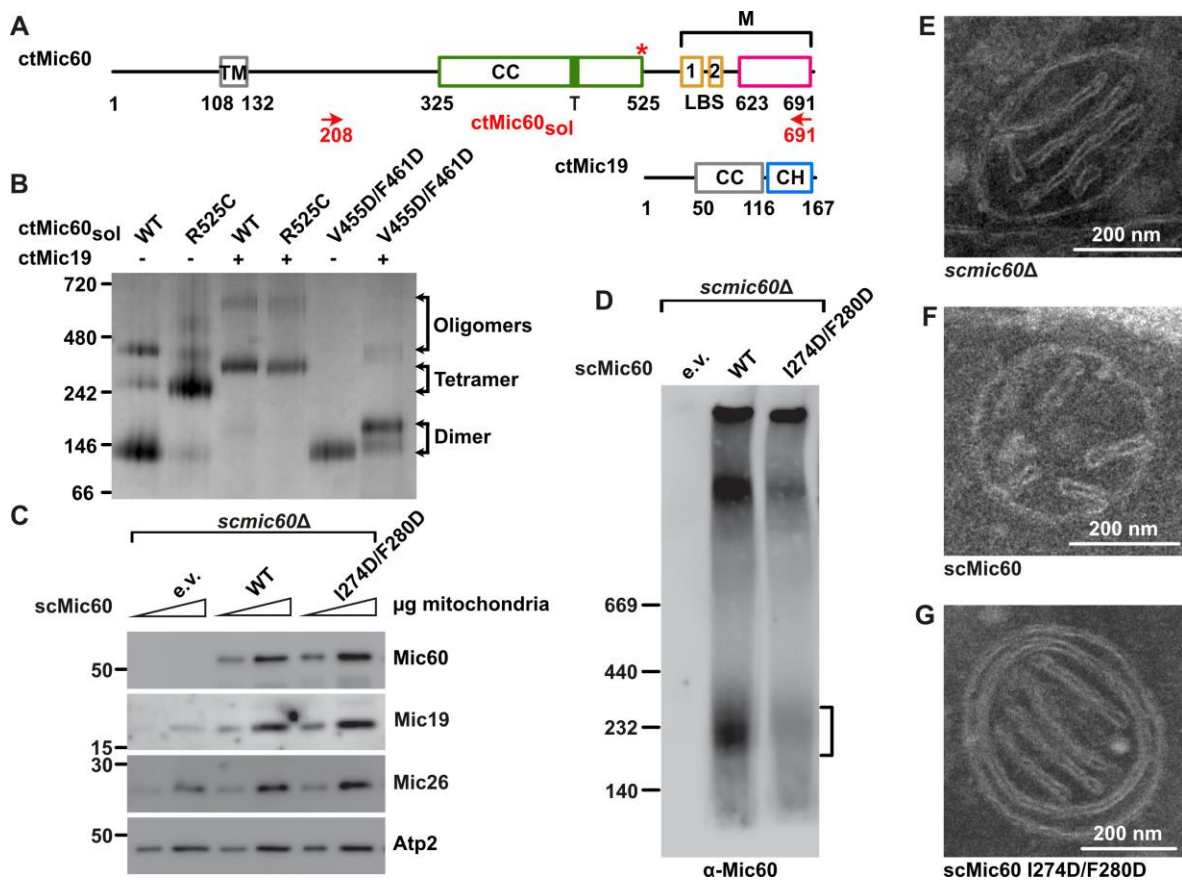 A
ctMic60
TM
CC
M
*
1 2
1 108 132 325 T 525 LBS 623 691
208 ctMic60sol 691
ctMic19
CC CH
1 50 116 167
B
ctMic60sol WT R525C WT R525C V455D/F461D V455D/F461D
ctMic19 - - + + - +
720
480
242
146
66
Oligomers
Tetramer
Dimer
C
scmic60Δ
scMic60 e.v. WT I274D/F280D µg mitochondria
50 Mic60
Mic19
15
30
Mic26
50 Atp2
D
scmic60Δ
scMic60 e.v. WT I274D/F280D
669
440
232
140
α-Mic60
E
200 nm
scmic60Δ
F
200 nm
scMic60
G
200 nm
scMic60 I274D/F280D